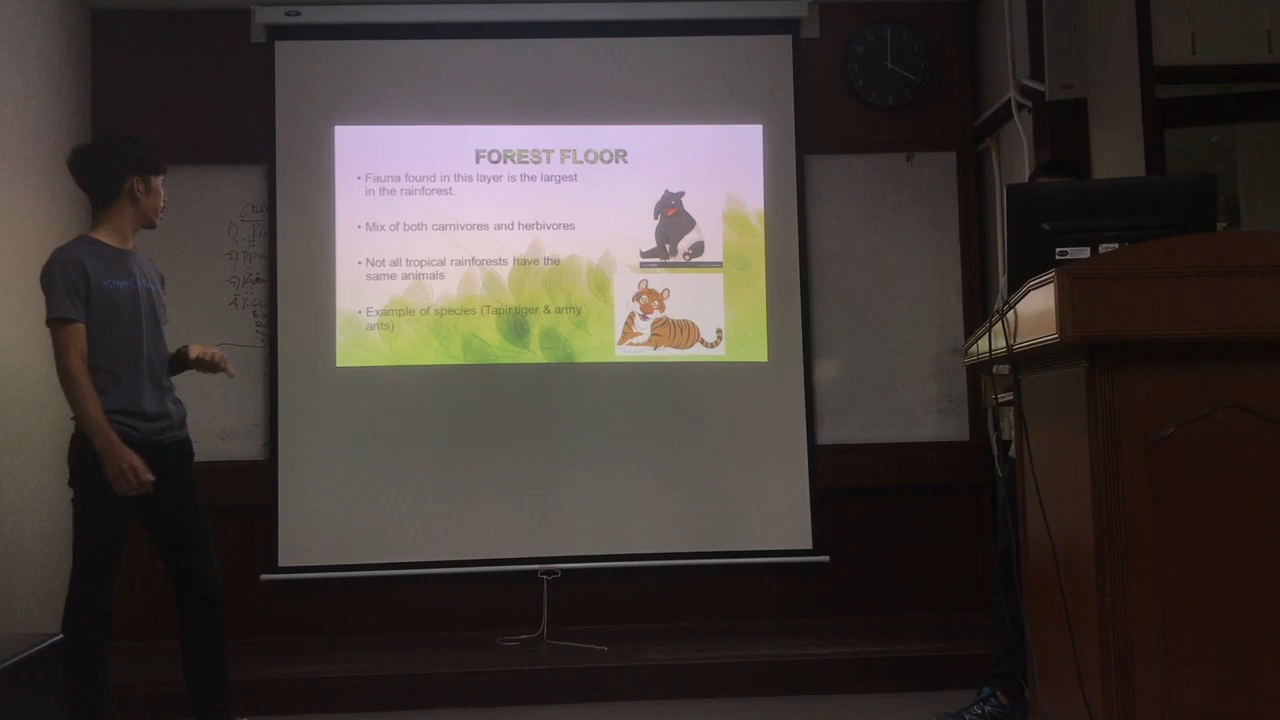 FOREST FLOOR
• Fauna found in this layer is the largest
in the rainforest.
• Mix of both carnivores and herbivores
• Not all tropical rainforests have the
same animals
• Example of species (Tapir,tiger & army
ants)